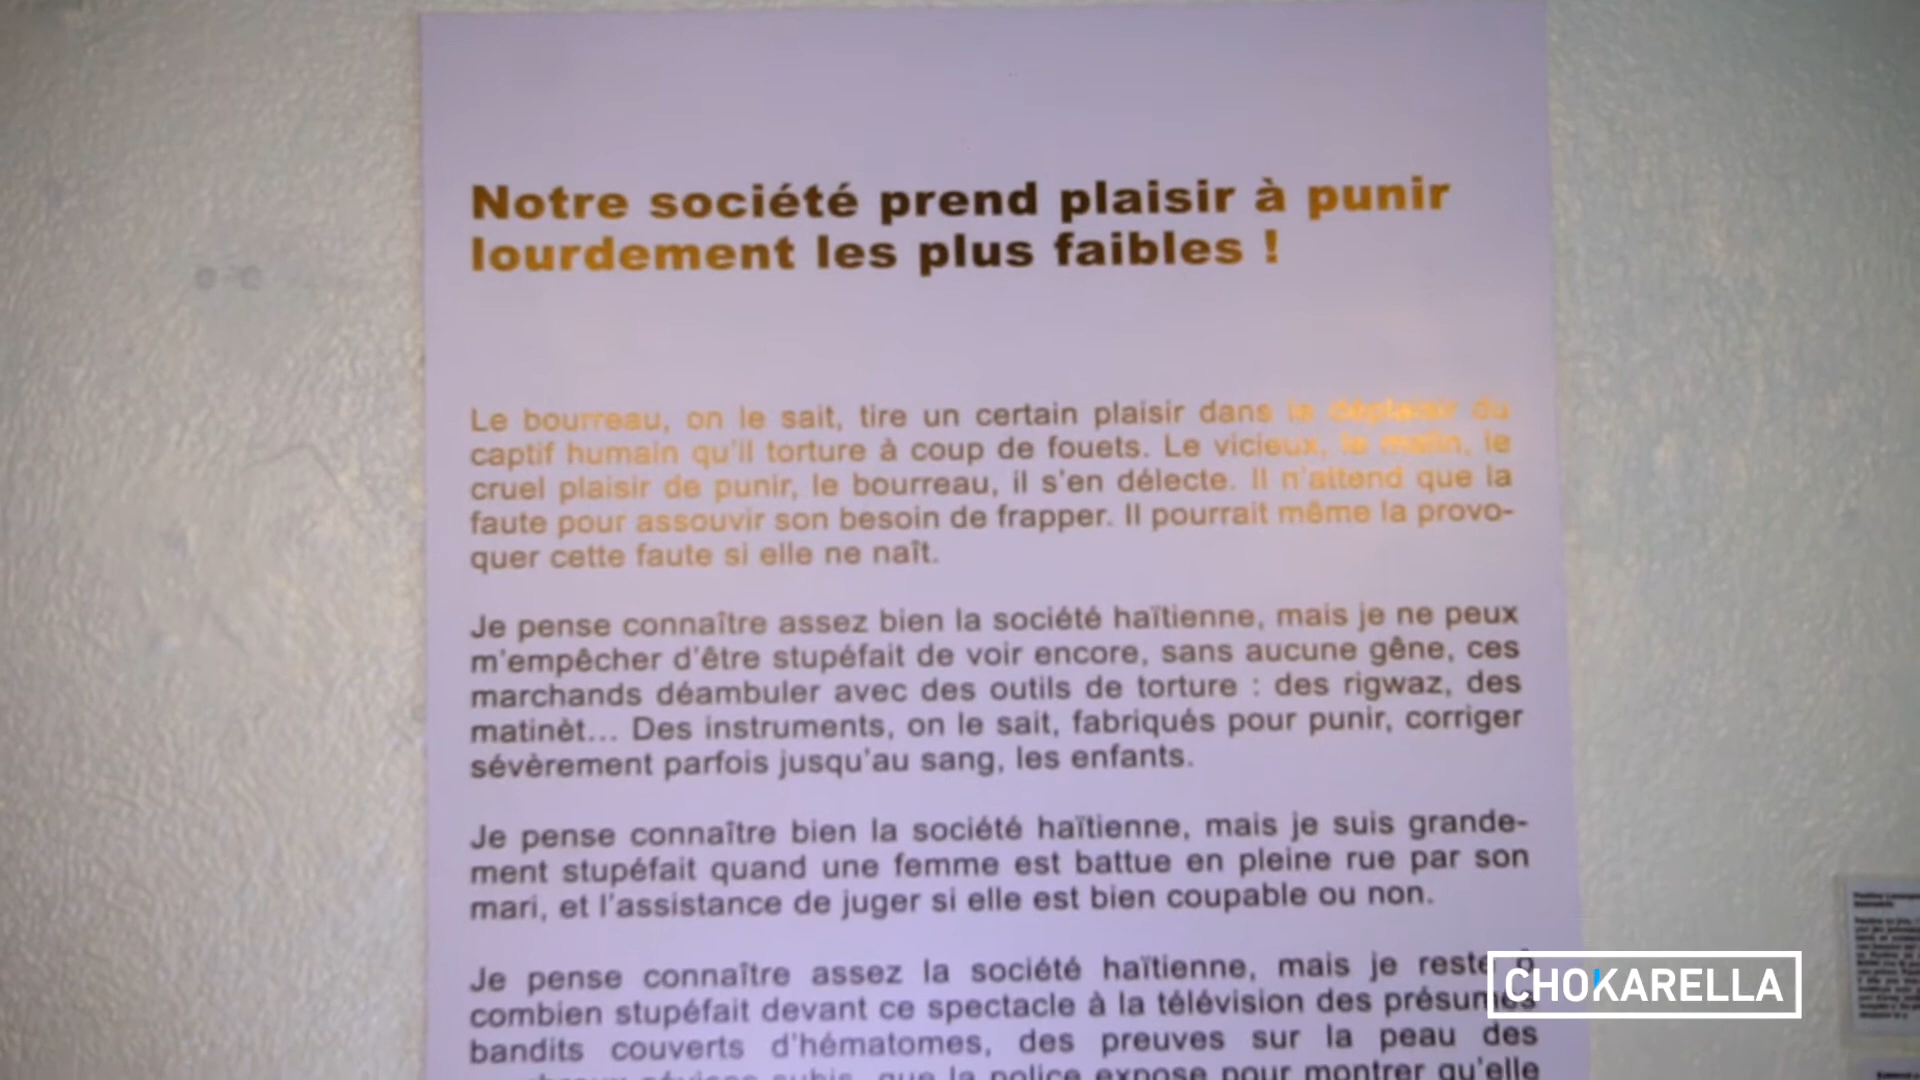 Notre société prend plaisir à punir
lourdement les plus faibles !
Le bourreau, on le sait, tire un certain plaisir dans le déplaisir du
captif humain qu'il torture à coup de fouets. Le vicieux, le malin, le
cruel plaisir de punir, le bourreau, il s'en délecte. Il n'attend que la
faute pour assouvir son besoin de frapper. Il pourrait même la provo-
quer cette faute si elle ne naît.
Je pense connaître assez bien la société haïtienne, mais je ne peux
m'empêcher d'être stupéfait de voir encore, sans aucune gêne, ces
marchands déambuler avec des outils de torture : des rigwaz, des
matinèt... Des instruments, on le sait, fabriqués pour punir, corriger
sévèrement parfois jusqu'au sang, les enfants.
Je pense connaître bien la société haïtienne, mais je suis grande-
ment stupéfait quand une femme est battue en pleine rue par son
mari, et l'assistance de juger si elle est bien coupable ou non.
Je pense connaître assez la société haïtienne, mais je reste ô
combien stupéfait devant ce spectacle à la télévision des présumés
bandits couverts d'hématomes, des preuves sur la peau des
subis, que la police expose pour montrer qu'elle
CHOKARELLA